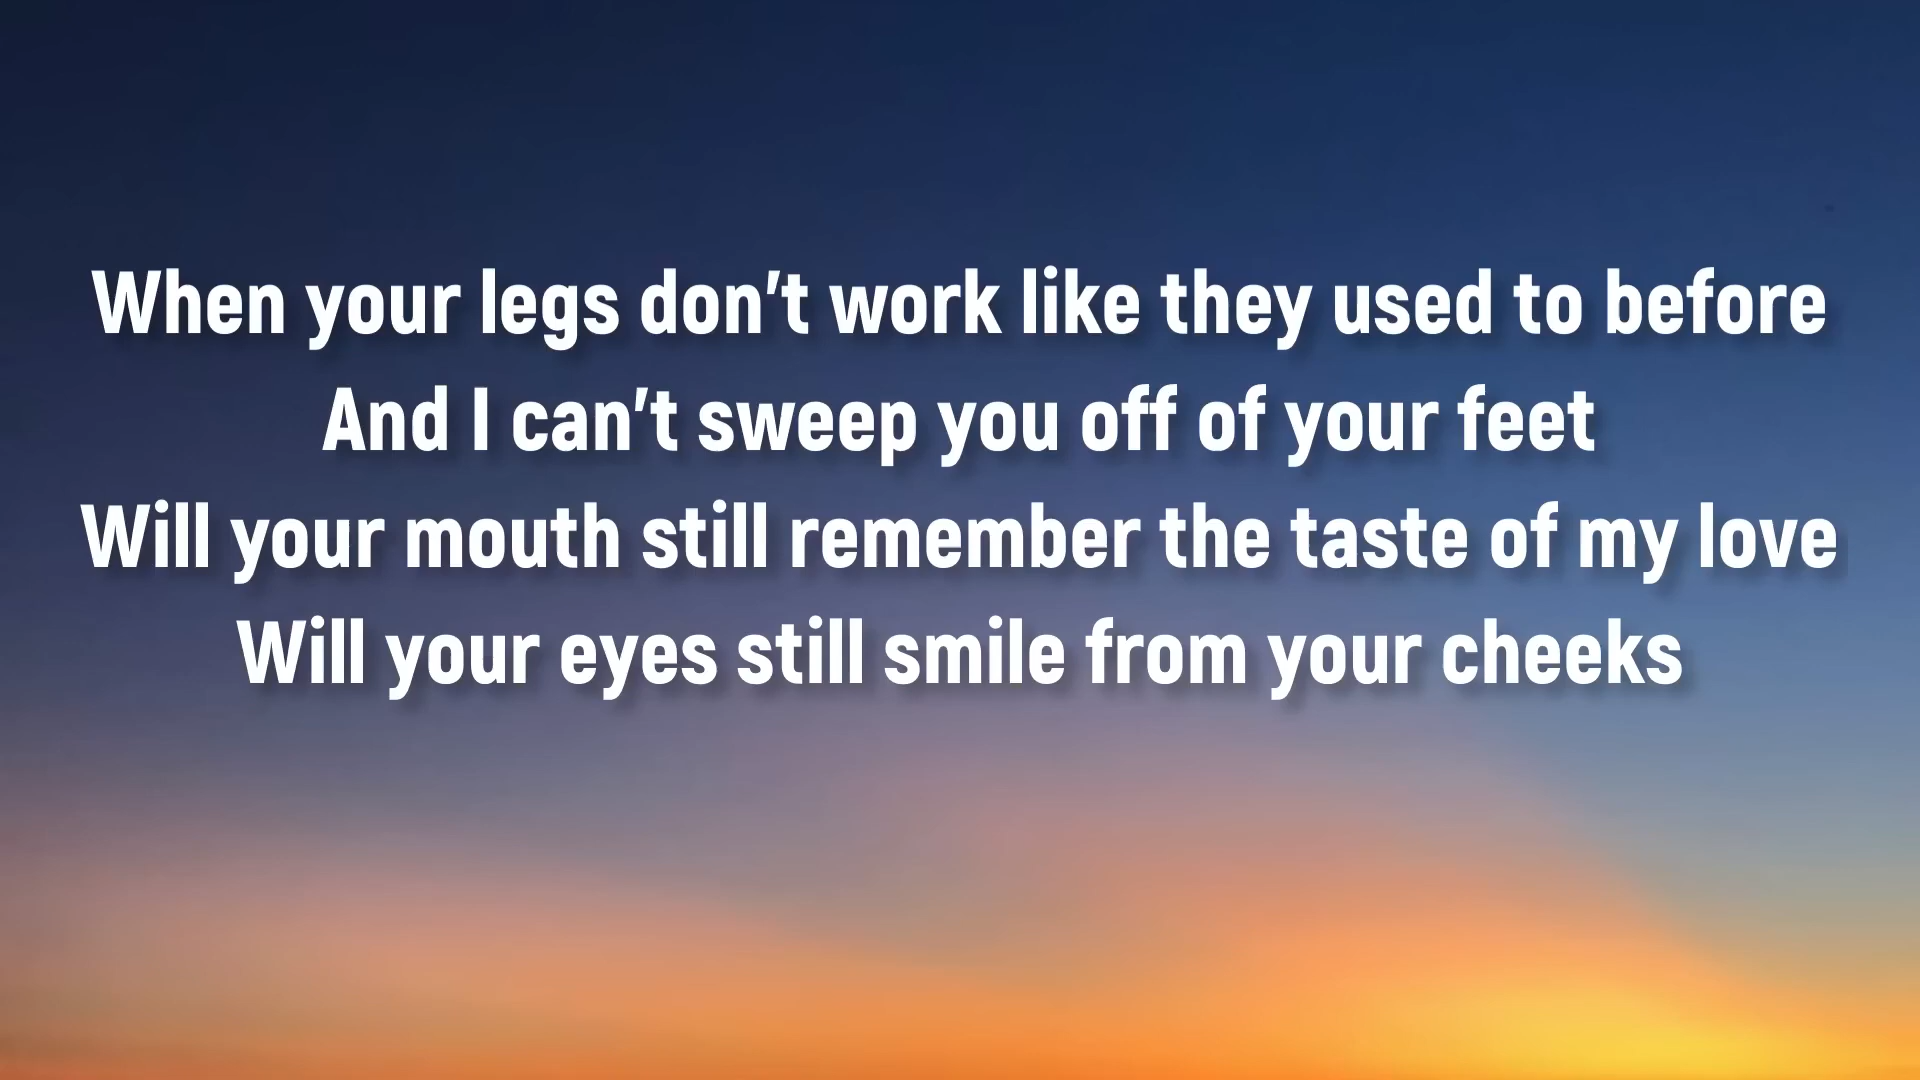 When your legs don't work like they used to before
And I can't sweep you off of your feet
Will your mouth still remember the taste of my love
Will your eyes still smile from your cheeks